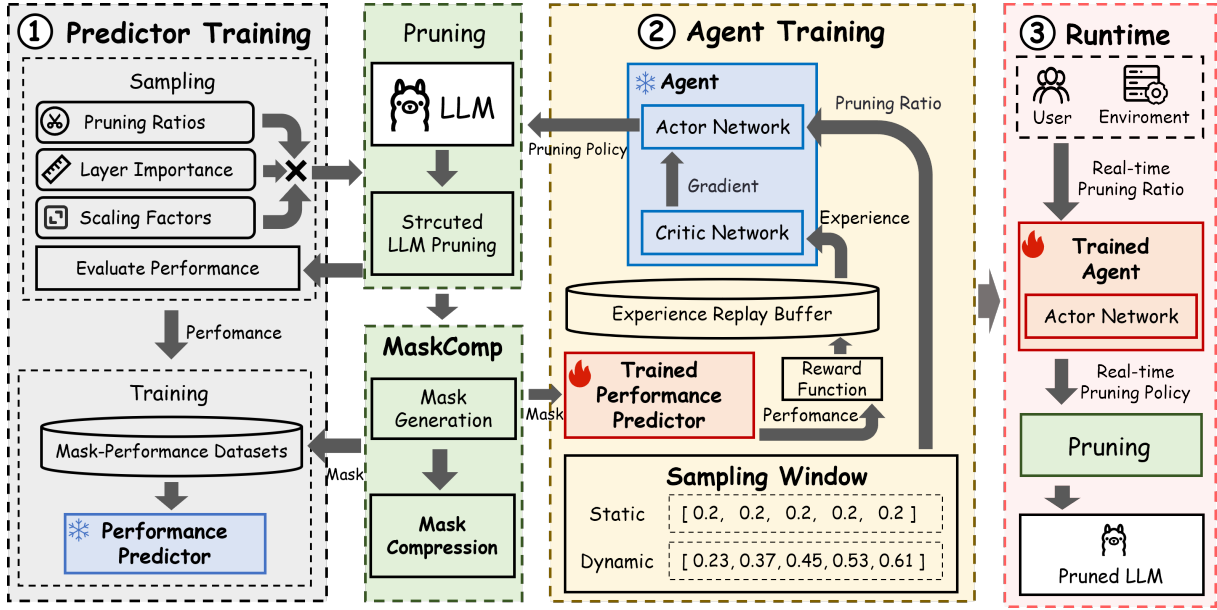 1 Predictor Training
Sampling
Pruning Ratios
Layer Importance
Scaling Factors
Evaluate Performance
Perfomance
Training
Mask-Performance Datasets
Performance
Predictor
Pruning
LLM
Strcuted
LLM Pruning
MaskComp
Mask
Generation
Mask
Compression
Mask
Mask
2 Agent Training
Agent
Actor Network
Gradient
Critic Network
Pruning Policy
Pruning Ratio
Experience
Experience Replay Buffer
Trained
Performance
Predictor
Reward
Function
Perfomance
Sampling Window
Static [ 0.2, 0.2, 0.2, 0.2, 0.2 ]
Dynamic [ 0.23, 0.37, 0.45, 0.53, 0.61 ]
3 Runtime
User Enviroment
Real-time
Pruning Ratio
Trained
Agent
Actor Network
Real-time
Pruning Policy
Pruning
Pruned LLM